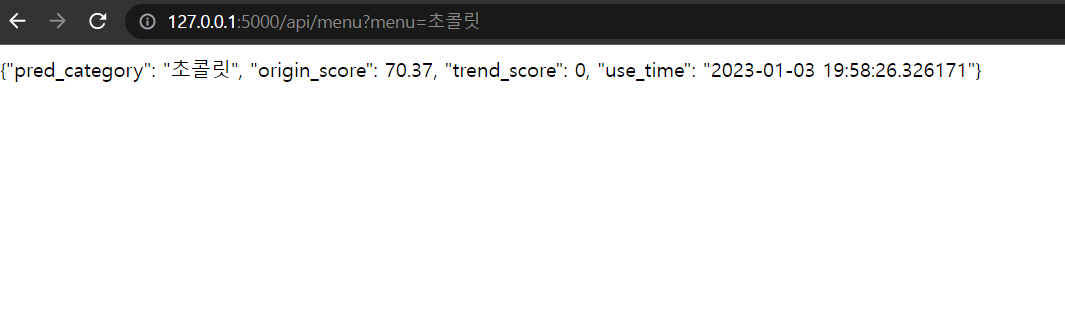 127.0.0.1:5000/api/menu?menu=초콜릿
{"pred_category": "초콜릿", "origin_score": 70.37, "trend_score": 0, "use_time": "2023-01-03 19:58:26.326171"}